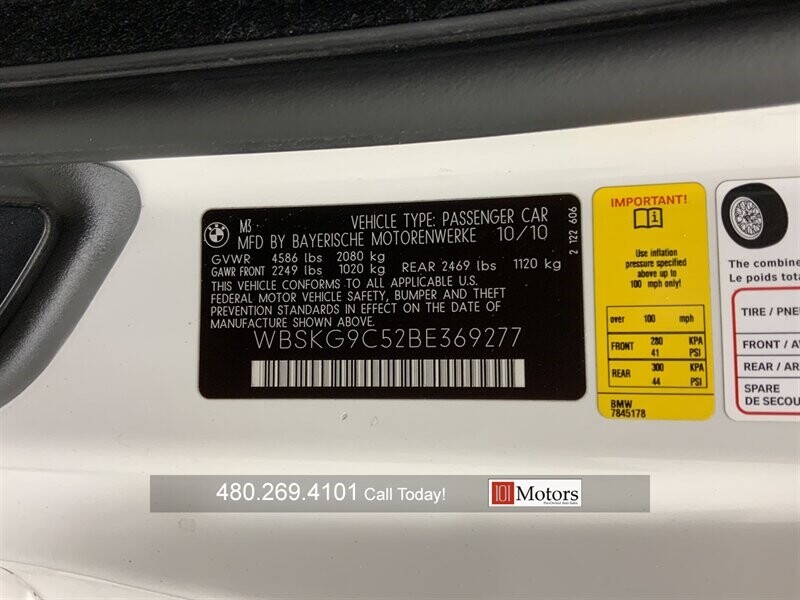 M3 VEHICLE TYPE: PASSENGER CAR
MFD BY BAYERISCHE MOTORENWERKE 10/10
GVWR 4586 lbs 2080 kg
GAWR FRONT 2249 lbs 1020 kg REAR 2469 lbs 1120 kg
THIS VEHICLE CONFORMS TO ALL APPLICABLE U.S.
FEDERAL MOTOR VEHICLE SAFETY, BUMPER AND THEFT
PREVENTION STANDARDS IN EFFECT ON THE DATE OF
MANUFACTURE SHOWN ABOVE.
WBSKG9C52BE369277
2 122 606
IMPORTANT!
Use inflation
pressure specified
above up to
100 mph only!
over 100 mph
FRONT 280 KPA
41 PSI
REAR 300 KPA
44 PSI
BMW
7845178
The combine
Le poids tota
TIRE / PNE
FRONT / A
REAR / AR
SPARE
DE SECOU
480.269.4101 Call Today!
101 Motors